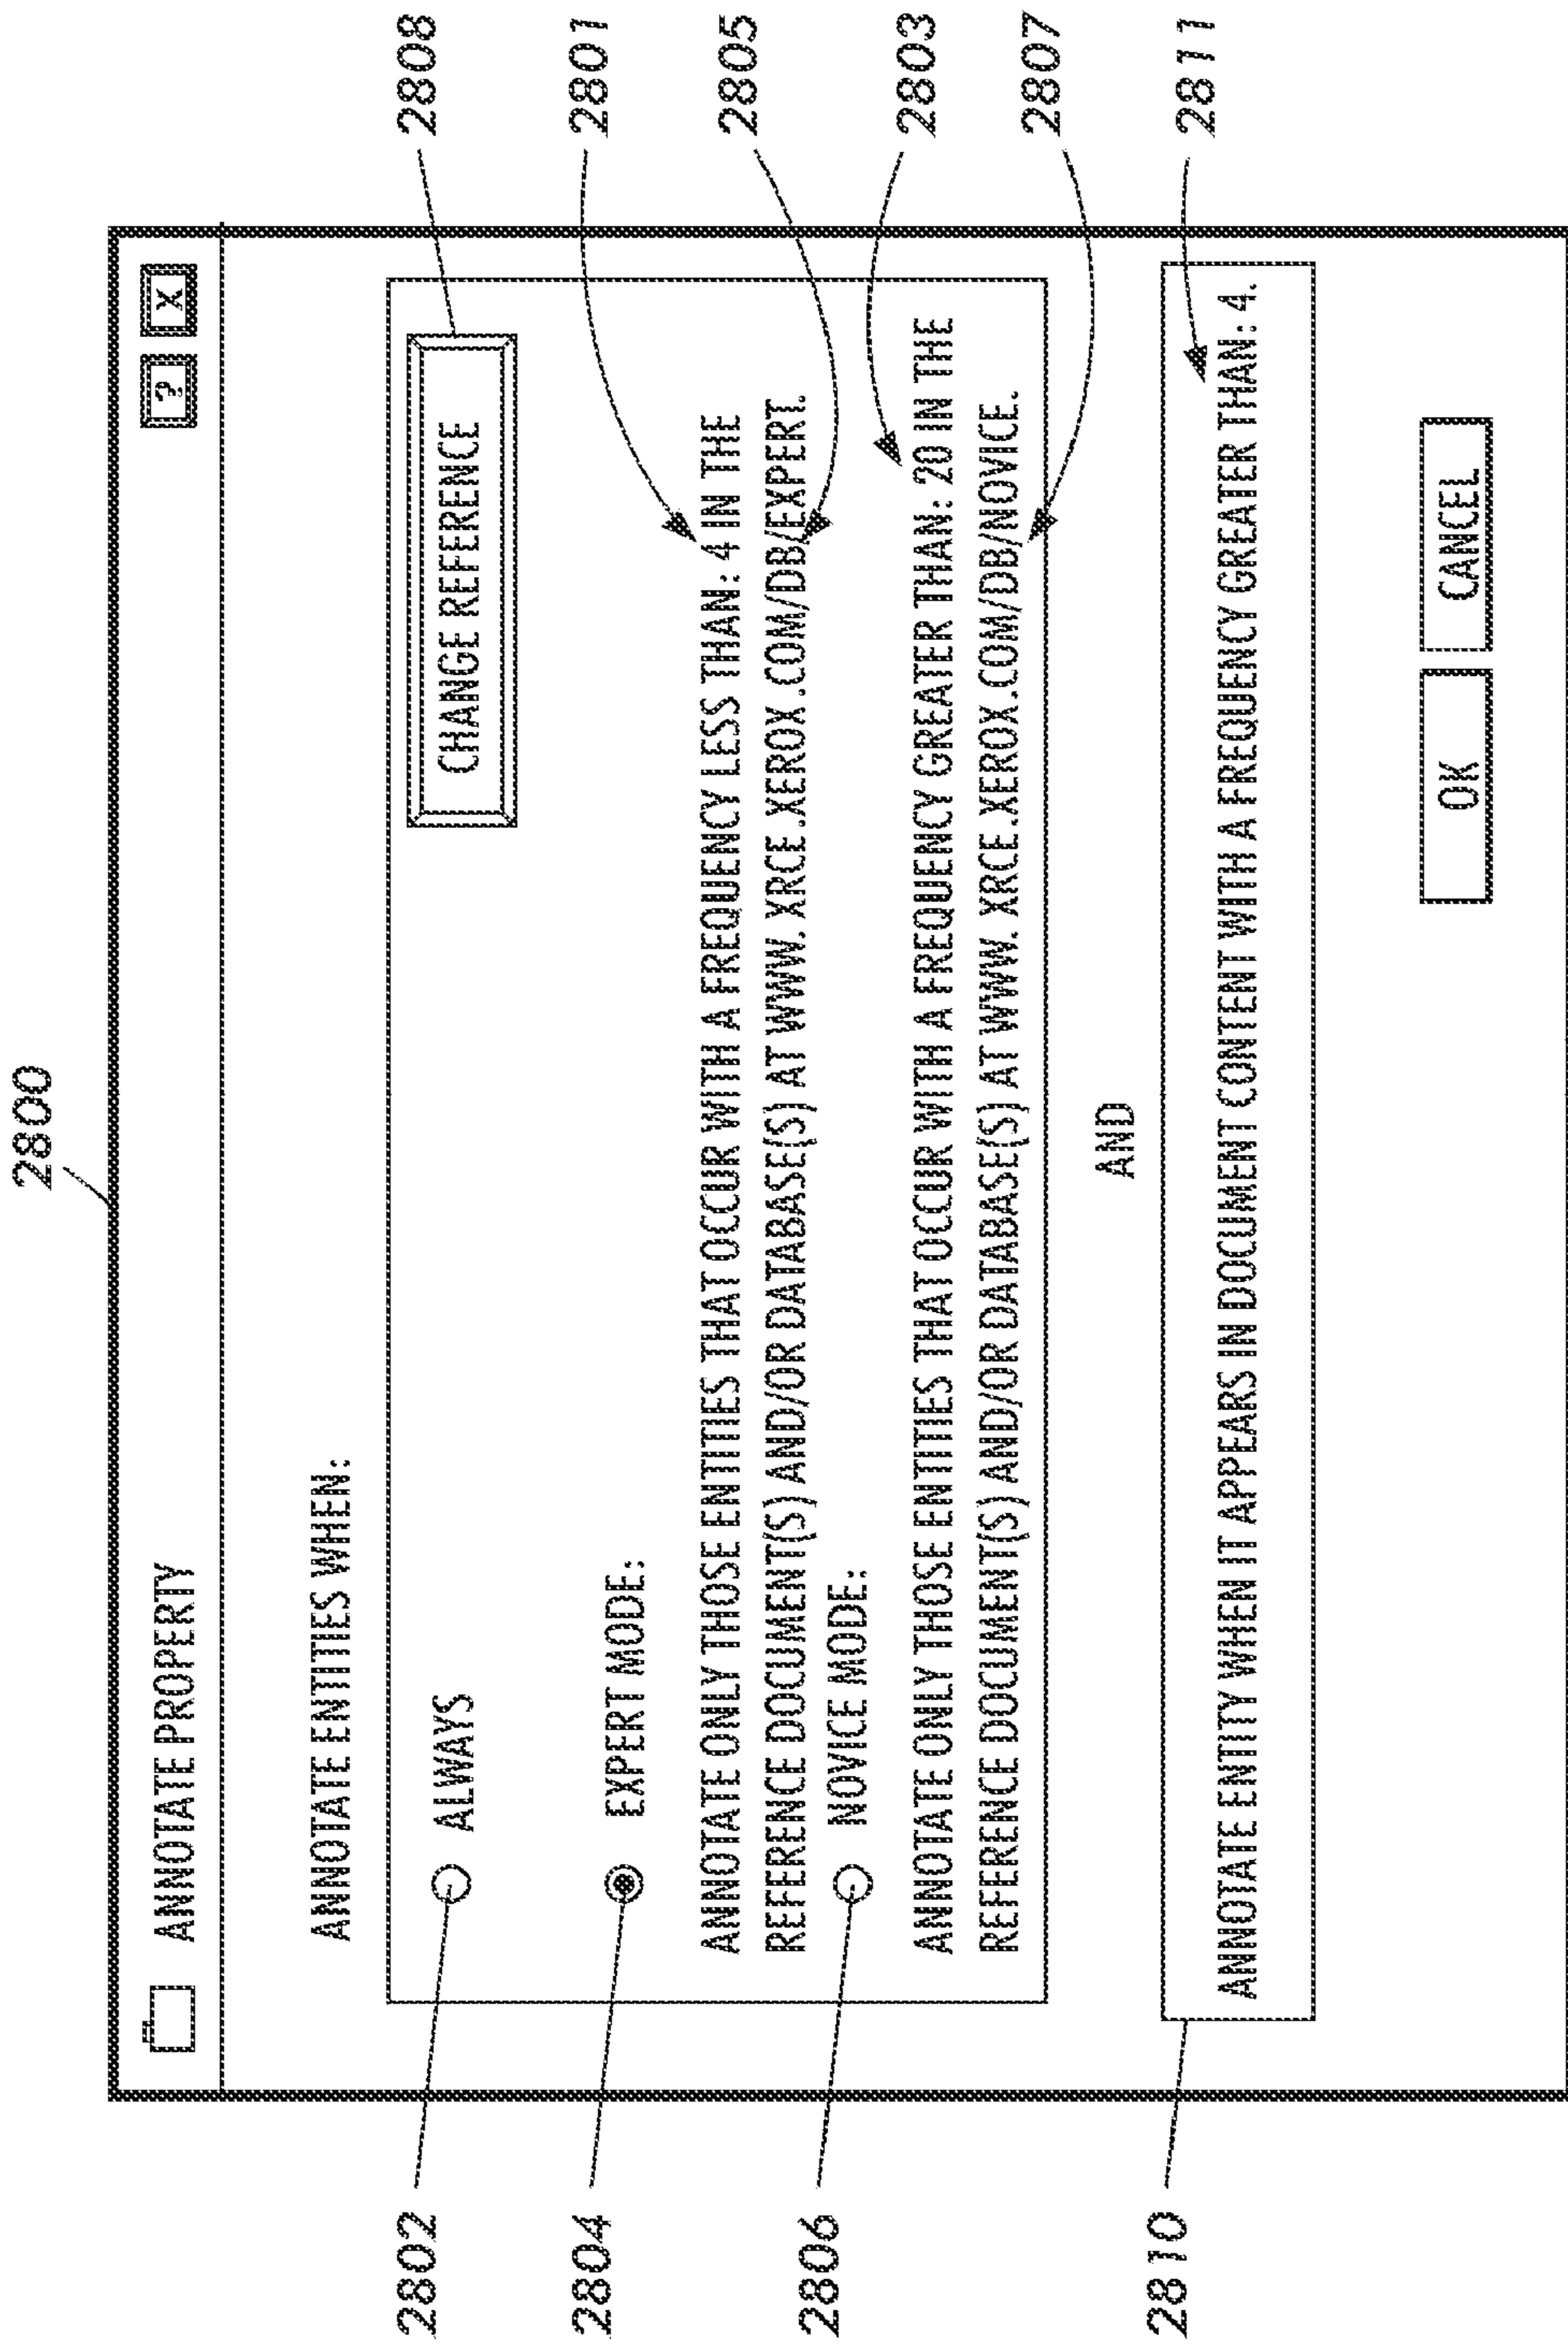 2800
ANNOTATE PROPERTY
? X
ANNOTATE ENTITIES WHEN:
2802
ALWAYS
CHANGE REFERENCE
2808
2804
EXPERT MODE:
2801
ANNOTATE ONLY THOSE ENTITIES THAT OCCUR WITH A FREQUENCY LESS THAN: 4 IN THE
REFERENCE DOCUMENT(S) AND/OR DATABASE(S) AT WWW. XRCE.XEROX.COM/DB/EXPERT.
2805
2806
NOVICE MODE:
2803
ANNOTATE ONLY THOSE ENTITIES THAT OCCUR WITH A FREQUENCY GREATER THAN: 20 IN THE
REFERENCE DOCUMENT(S) AND/OR DATABASE(S) AT WWW. XRCE.XEROX.COM/DB/NOVICE.
2807
AND
2810
ANNOTATE ENTITY WHEN IT APPEARS IN DOCUMENT CONTENT WITH A FREQUENCY GREATER THAN: 4.
2811
OK CANCEL